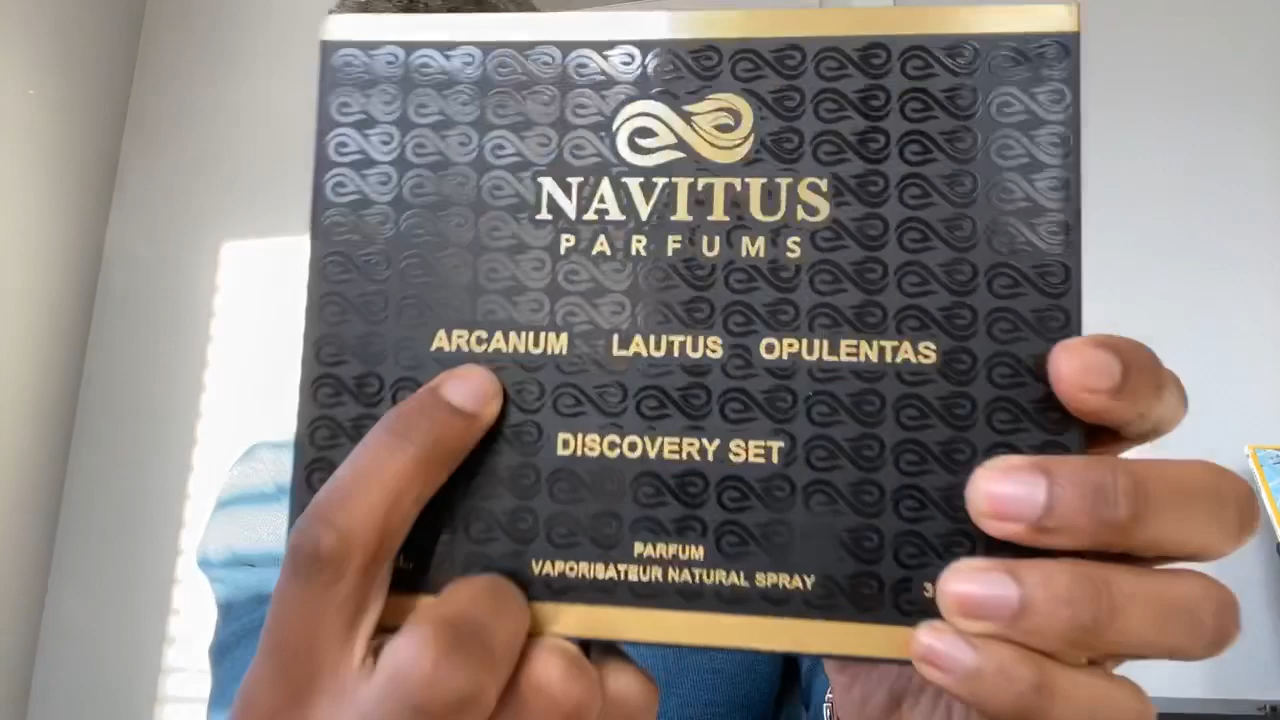 NAVITUS
PARFUMS
ARCANUM LAUTUS OPULENTAS
DISCOVERY SET
PARFUM
VAPORISATEUR NATURAL SPRAY